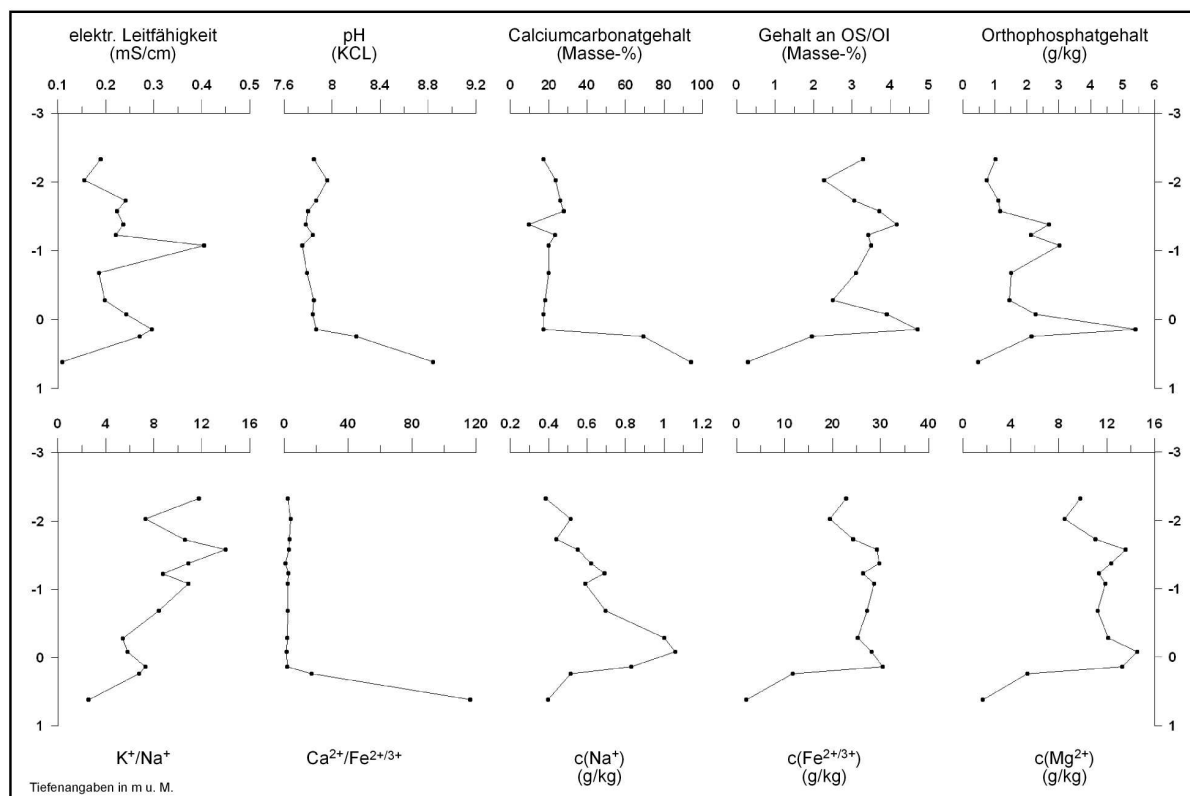 elektr. Leitfähigkeit pH Calciumcarbonatgehalt Gehalt an OS/OI Orthophosphatgehalt
(mS/cm) (KCL) (Masse-%) (Masse-%) (g/kg)
0.1 0.2 0.3 0.4 0.5 7.6 8 8.4 8.8 9.2 0 20 40 60 80 100 0 1 2 3 4 5 0 1 2 3 4 5 6
-3 -3
-2 -2
-1 -1
0 0
1 1
0 4 8 12 16 0 40 80 120 0.2 0.4 0.6 0.8 1 1.2 0 10 20 30 40 0 4 8 12 16
-3 -3
-2 -2
-1 -1
0 0
1 1
K⁺/Na⁺ Ca²⁺/Fe²⁺/³⁺ c(Na⁺) c(Fe²⁺/³⁺) c(Mg²⁺)
(g/kg) (g/kg) (g/kg)
Tiefenangaben in m u. M.